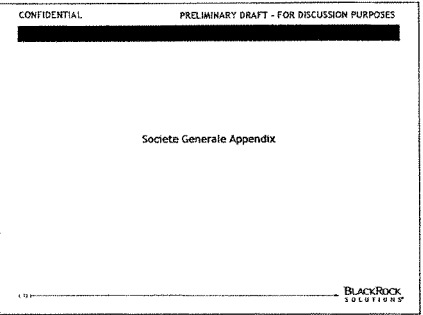 CONFIDENTIAL
PRELIMINARY DRAFT - FOR DISCUSSION PURPOSES
Societe Generale Appendix
BLACKROCK
SOLUTIONS